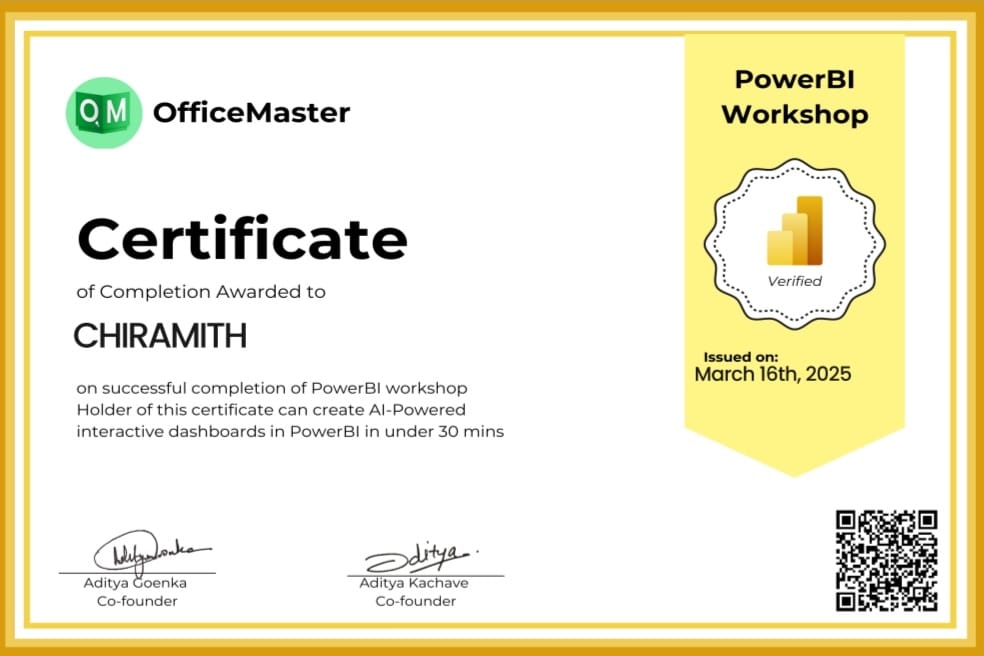 QM OfficeMaster
PowerBI
Workshop
Certificate
of Completion Awarded to
CHIRAMITH
on successful completion of PowerBI workshop
Holder of this certificate can create AI-Powered
interactive dashboards in PowerBI in under 30 mins
Verified
Issued on:
March 16th, 2025
Aditya Goenka
Co-founder
Aditya
Aditya Kachave
Co-founder